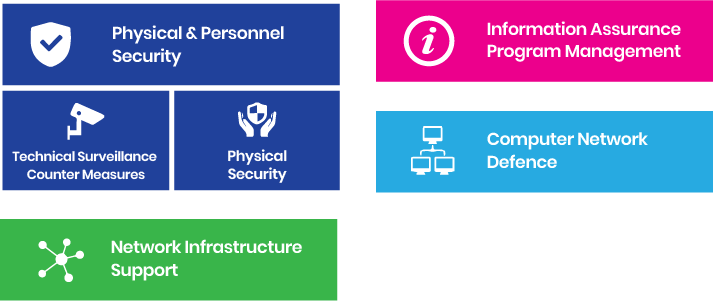 Physical & Personnel
Security
Technical Surveillance
Counter Measures
Physical
Security
Network Infrastructure
Support
Information Assurance
Program Management
Computer Network
Defence